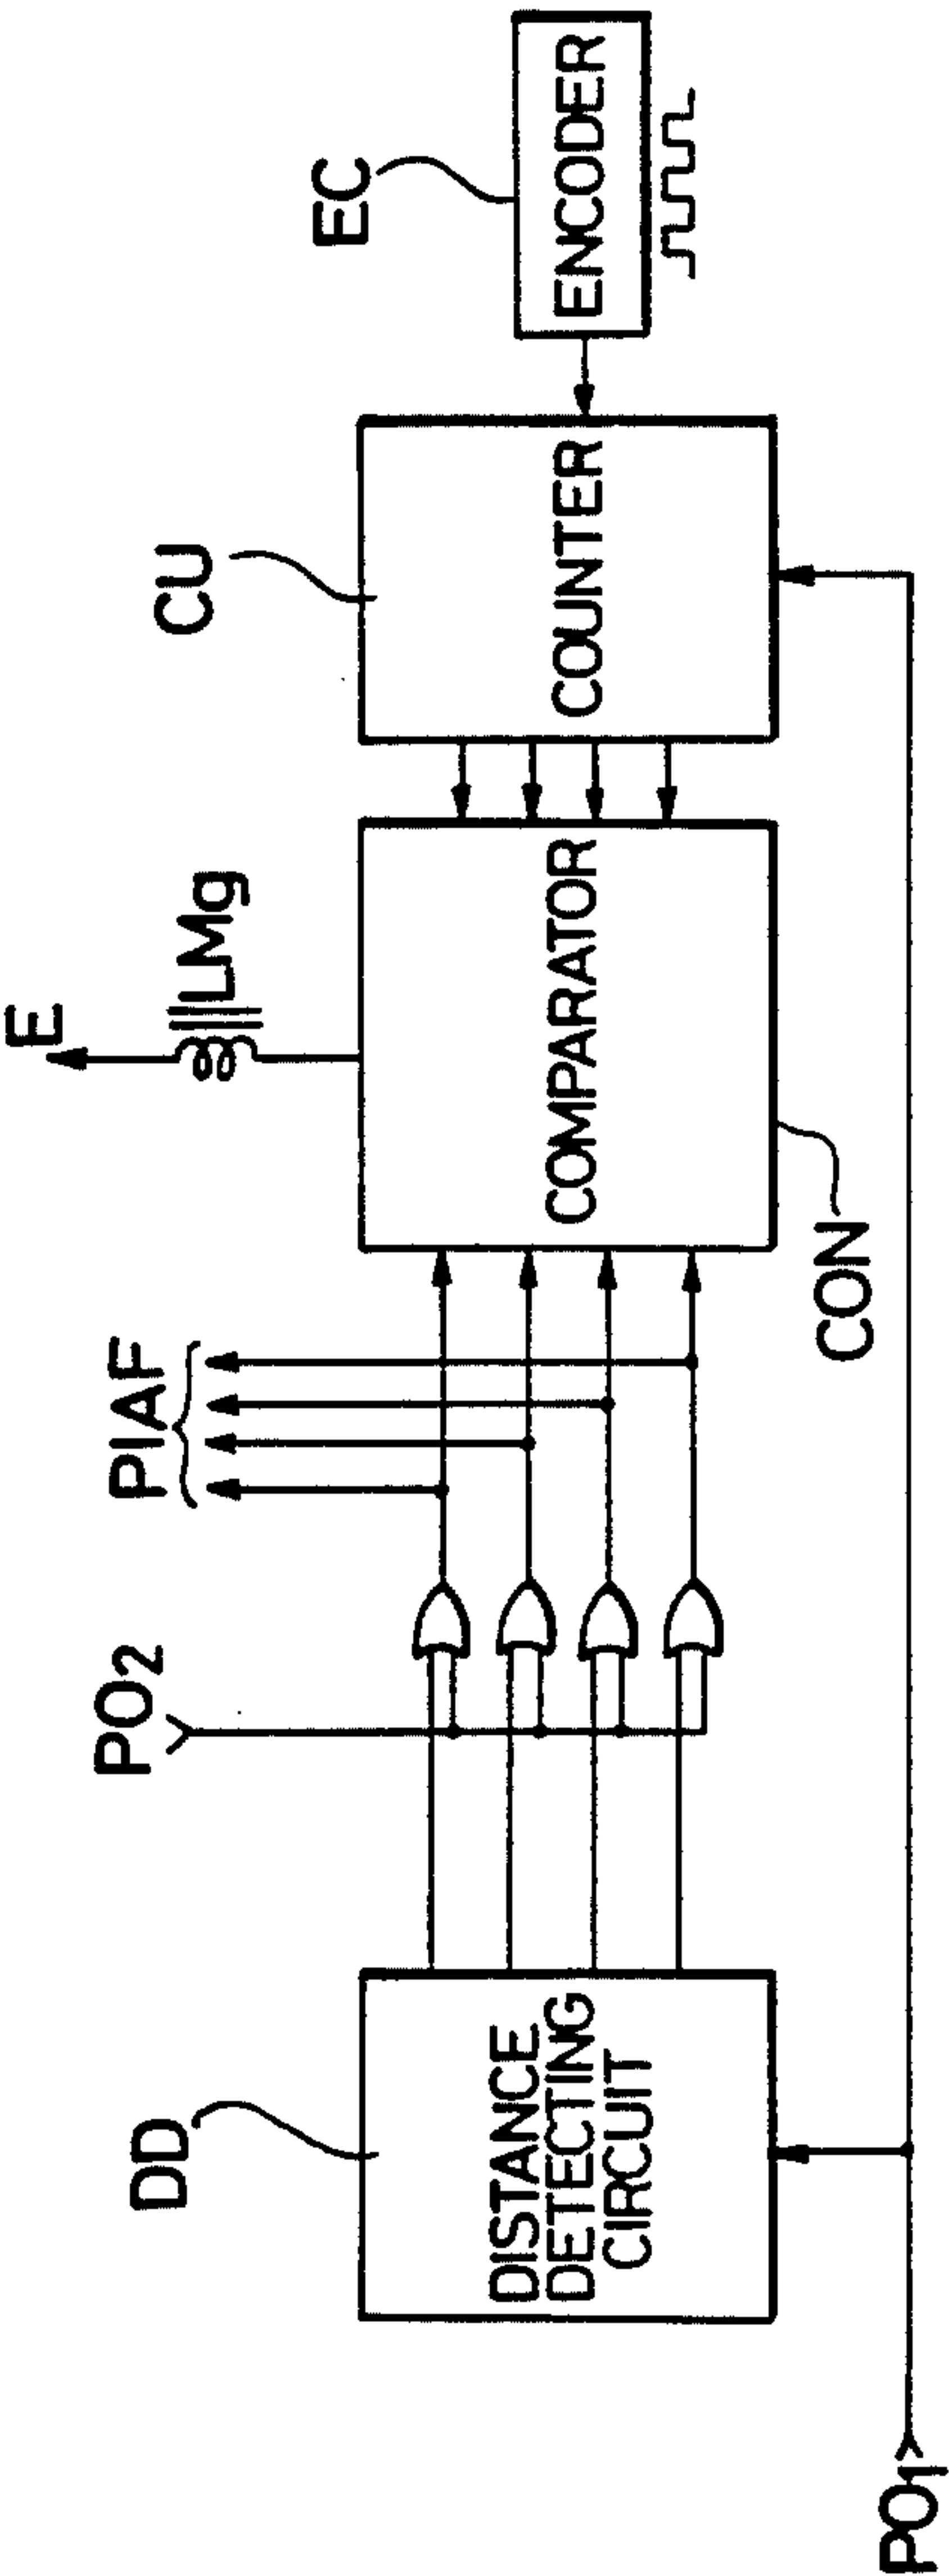 PO1
DD
DISTANCE
DETECTING
CIRCUIT
PO2
PIAF
E
LMg
COMPARATOR
CON
CU
COUNTER
EC
ENCODER